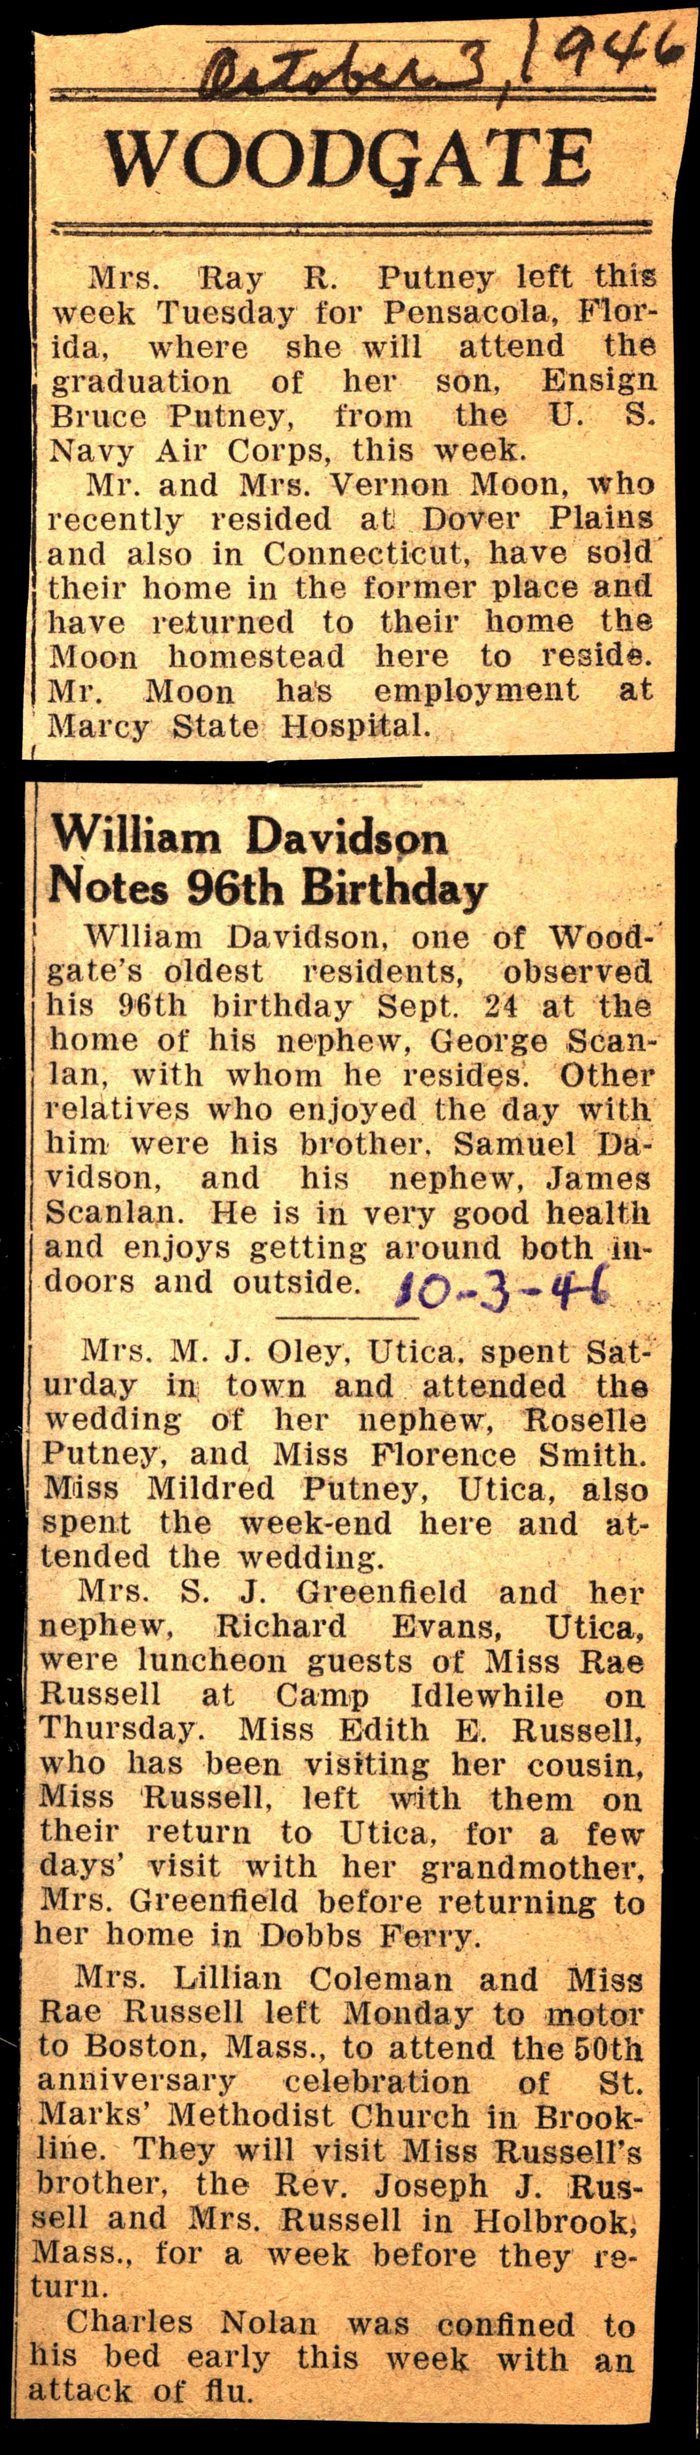 October 3, 1946
WOODGATE
Mrs. Ray R. Putney left this
week Tuesday for Pensacola, Flor-
ida, where she will attend the
graduation of her son, Ensign
Bruce Putney, from the U. S.
Navy Air Corps, this week.
Mr. and Mrs. Vernon Moon, who
recently resided at Dover Plains
and also in Connecticut, have sold
their home in the former place and
have returned to their home the
Moon homestead here to reside.
Mr. Moon has employment at
Marcy State Hospital.
William Davidson
Notes 96th Birthday
Wlliam Davidson, one of Wood-
gate's oldest residents, observed
his 96th birthday Sept. 24 at the
home of his nephew, George Scan-
lan, with whom he resides. Other
relatives who enjoyed the day with
him were his brother, Samuel Da-
vidson, and his nephew, James
Scanlan. He is in very good health
and enjoys getting around both in-
doors and outside. 10-3-46
Mrs. M. J. Oley, Utica, spent Sat-
urday in town and attended the
wedding of her nephew, Roselle
Putney, and Miss Florence Smith.
Miss Mildred Putney, Utica, also
spent the week-end here and at-
tended the wedding.
Mrs. S. J. Greenfield and her
nephew, Richard Evans, Utica,
were luncheon guests of Miss Rae
Russell at Camp Idlewhile on
Thursday. Miss Edith E. Russell,
who has been visiting her cousin,
Miss Russell, left with them on
their return to Utica, for a few
days' visit with her grandmother,
Mrs. Greenfield before returning to
her home in Dobbs Ferry.
Mrs. Lillian Coleman and Miss
Rae Russell left Monday to motor
to Boston, Mass., to attend the 50th
anniversary celebration of St.
Marks' Methodist Church in Brook-
line. They will visit Miss Russell's
brother, the Rev. Joseph J. Rus-
sell and Mrs. Russell in Holbrook,
Mass., for a week before they re-
turn.
Charles Nolan was confined to
his bed early this week with an
attack of flu.